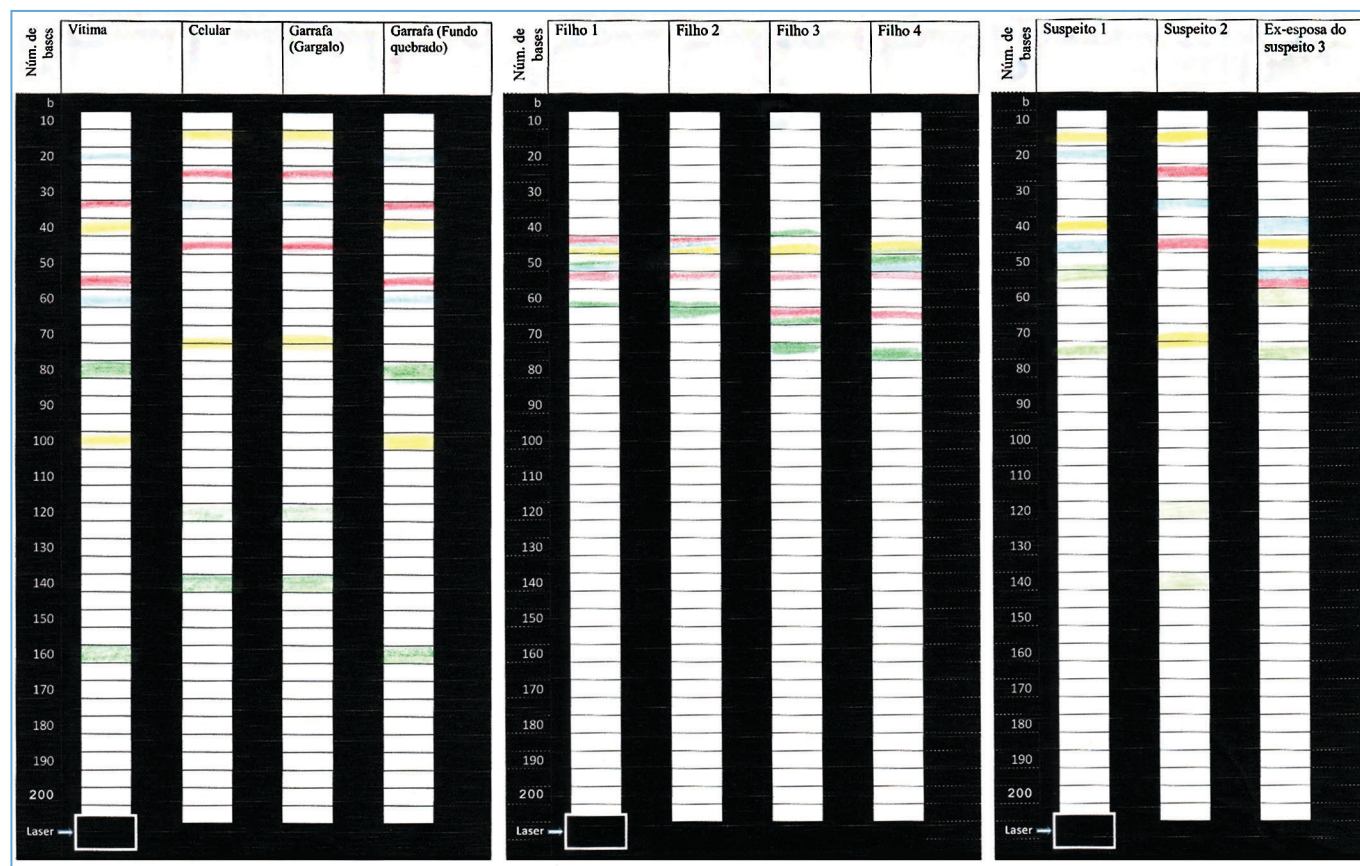 Núm. de
bases
Vítima
Celular
Garrafa
(Gargalo)
Garrafa (Fundo
quebrado)
b
10
20
30
40
50
60
70
80
90
100
110
120
130
140
150
160
170
180
190
200
Laser
Núm. de
bases
Filho 1
Filho 2
Filho 3
Filho 4
b
10
20
30
40
50
60
70
80
90
100
110
120
130
140
150
160
170
180
190
200
Laser
Núm. de
bases
Suspeito 1
Suspeito 2
Ex-esposa do
suspeito 3
b
10
20
30
40
50
60
70
80
90
100
110
120
130
140
150
160
170
180
190
200
Laser